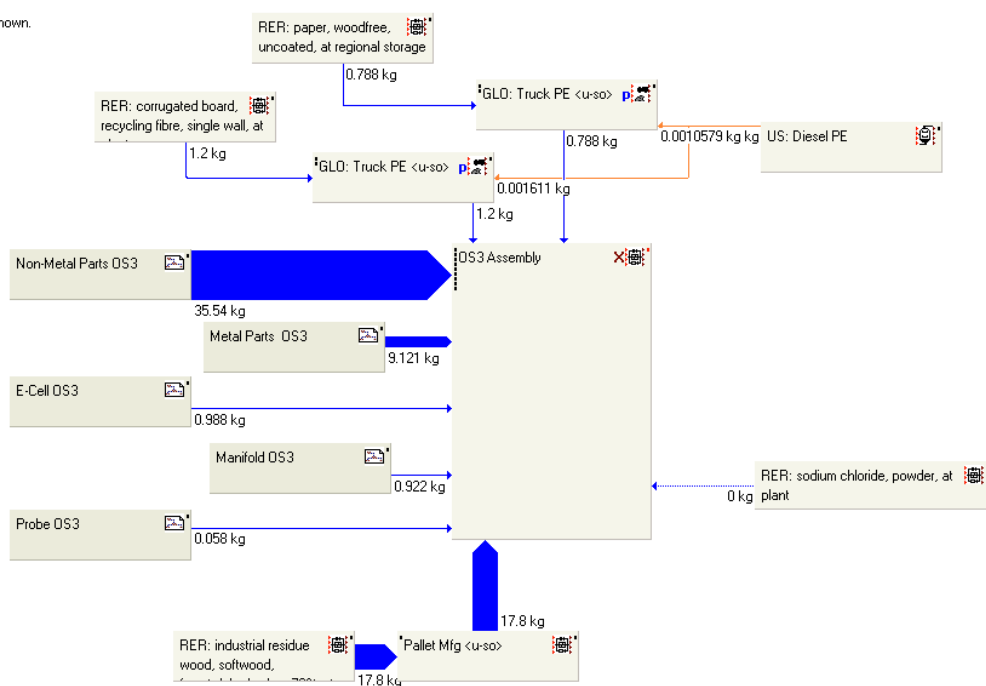 nown.
RER: paper, woodfree,
uncoated, at regional storage
0.788 kg
GLO: Truck PE <u-so> p
RER: corrugated board,
recycling fibre, single wall, at
1.2 kg
0.788 kg
0.0010579 kg kg
US: Diesel PE
GLO: Truck PE <u-so> p
0.001611 kg
1.2 kg
Non-Metal Parts OS3
35.54 kg
OS3 Assembly
Metal Parts OS3
9.121 kg
E-Cell OS3
0.988 kg
Manifold OS3
0.922 kg
RER: sodium chloride, powder, at
plant
0 kg
Probe OS3
0.058 kg
17.8 kg
RER: industrial residue
wood, softwood,
17.8 kg
Pallet Mfg <u-so>